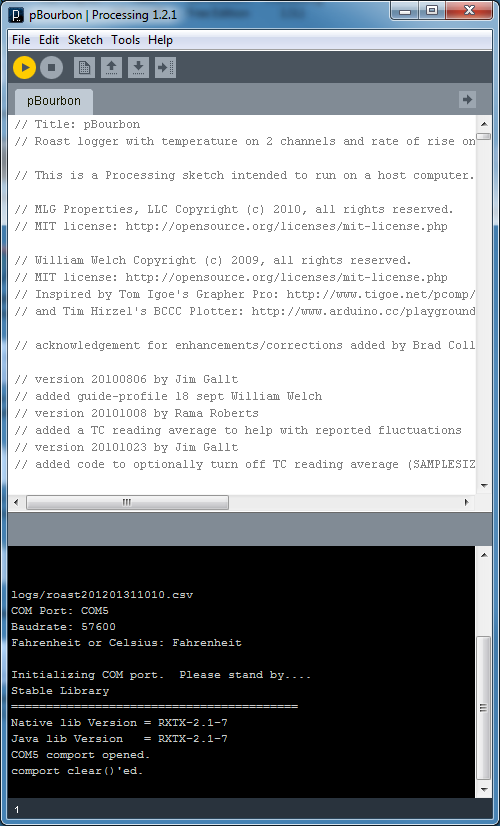 pBourbon | Processing 1.2.1
File Edit Sketch Tools Help
pBourbon
// Title: pBourbon
// Roast logger with temperature on 2 channels and rate of rise on
// This is a Processing sketch intended to run on a host computer.
// MLG Properties, LLC Copyright (c) 2010, all rights reserved.
// MIT license: http://opensource.org/licenses/mit-license.php
// William Welch Copyright (c) 2009, all rights reserved.
// MIT license: http://opensource.org/licenses/mit-license.php
// Inspired by Tom Igoe's Grapher Pro: http://www.tigoe.net/pcomp/
// and Tim Hirzel's BCCC Plotter: http://www.arduino.cc/playground
// acknowledgement for enhancements/corrections added by Brad Coll
// version 20100806 by Jim Gallt
// added guide-profile 18 sept William Welch
// version 20101008 by Rama Roberts
// added a TC reading average to help with reported fluctuations
// version 20101023 by Jim Gallt
// added code to optionally turn off TC reading average (SAMPLESIZ
logs/roast201201311010.csv
COM Port: COM5
Baudrate: 57600
Fahrenheit or Celsius: Fahrenheit
Initializing COM port.  Please stand by....
Stable Library
=========================================
Native lib Version = RXTX-2.1-7
Java lib Version   = RXTX-2.1-7
COM5 comport opened.
comport clear()'ed.
1